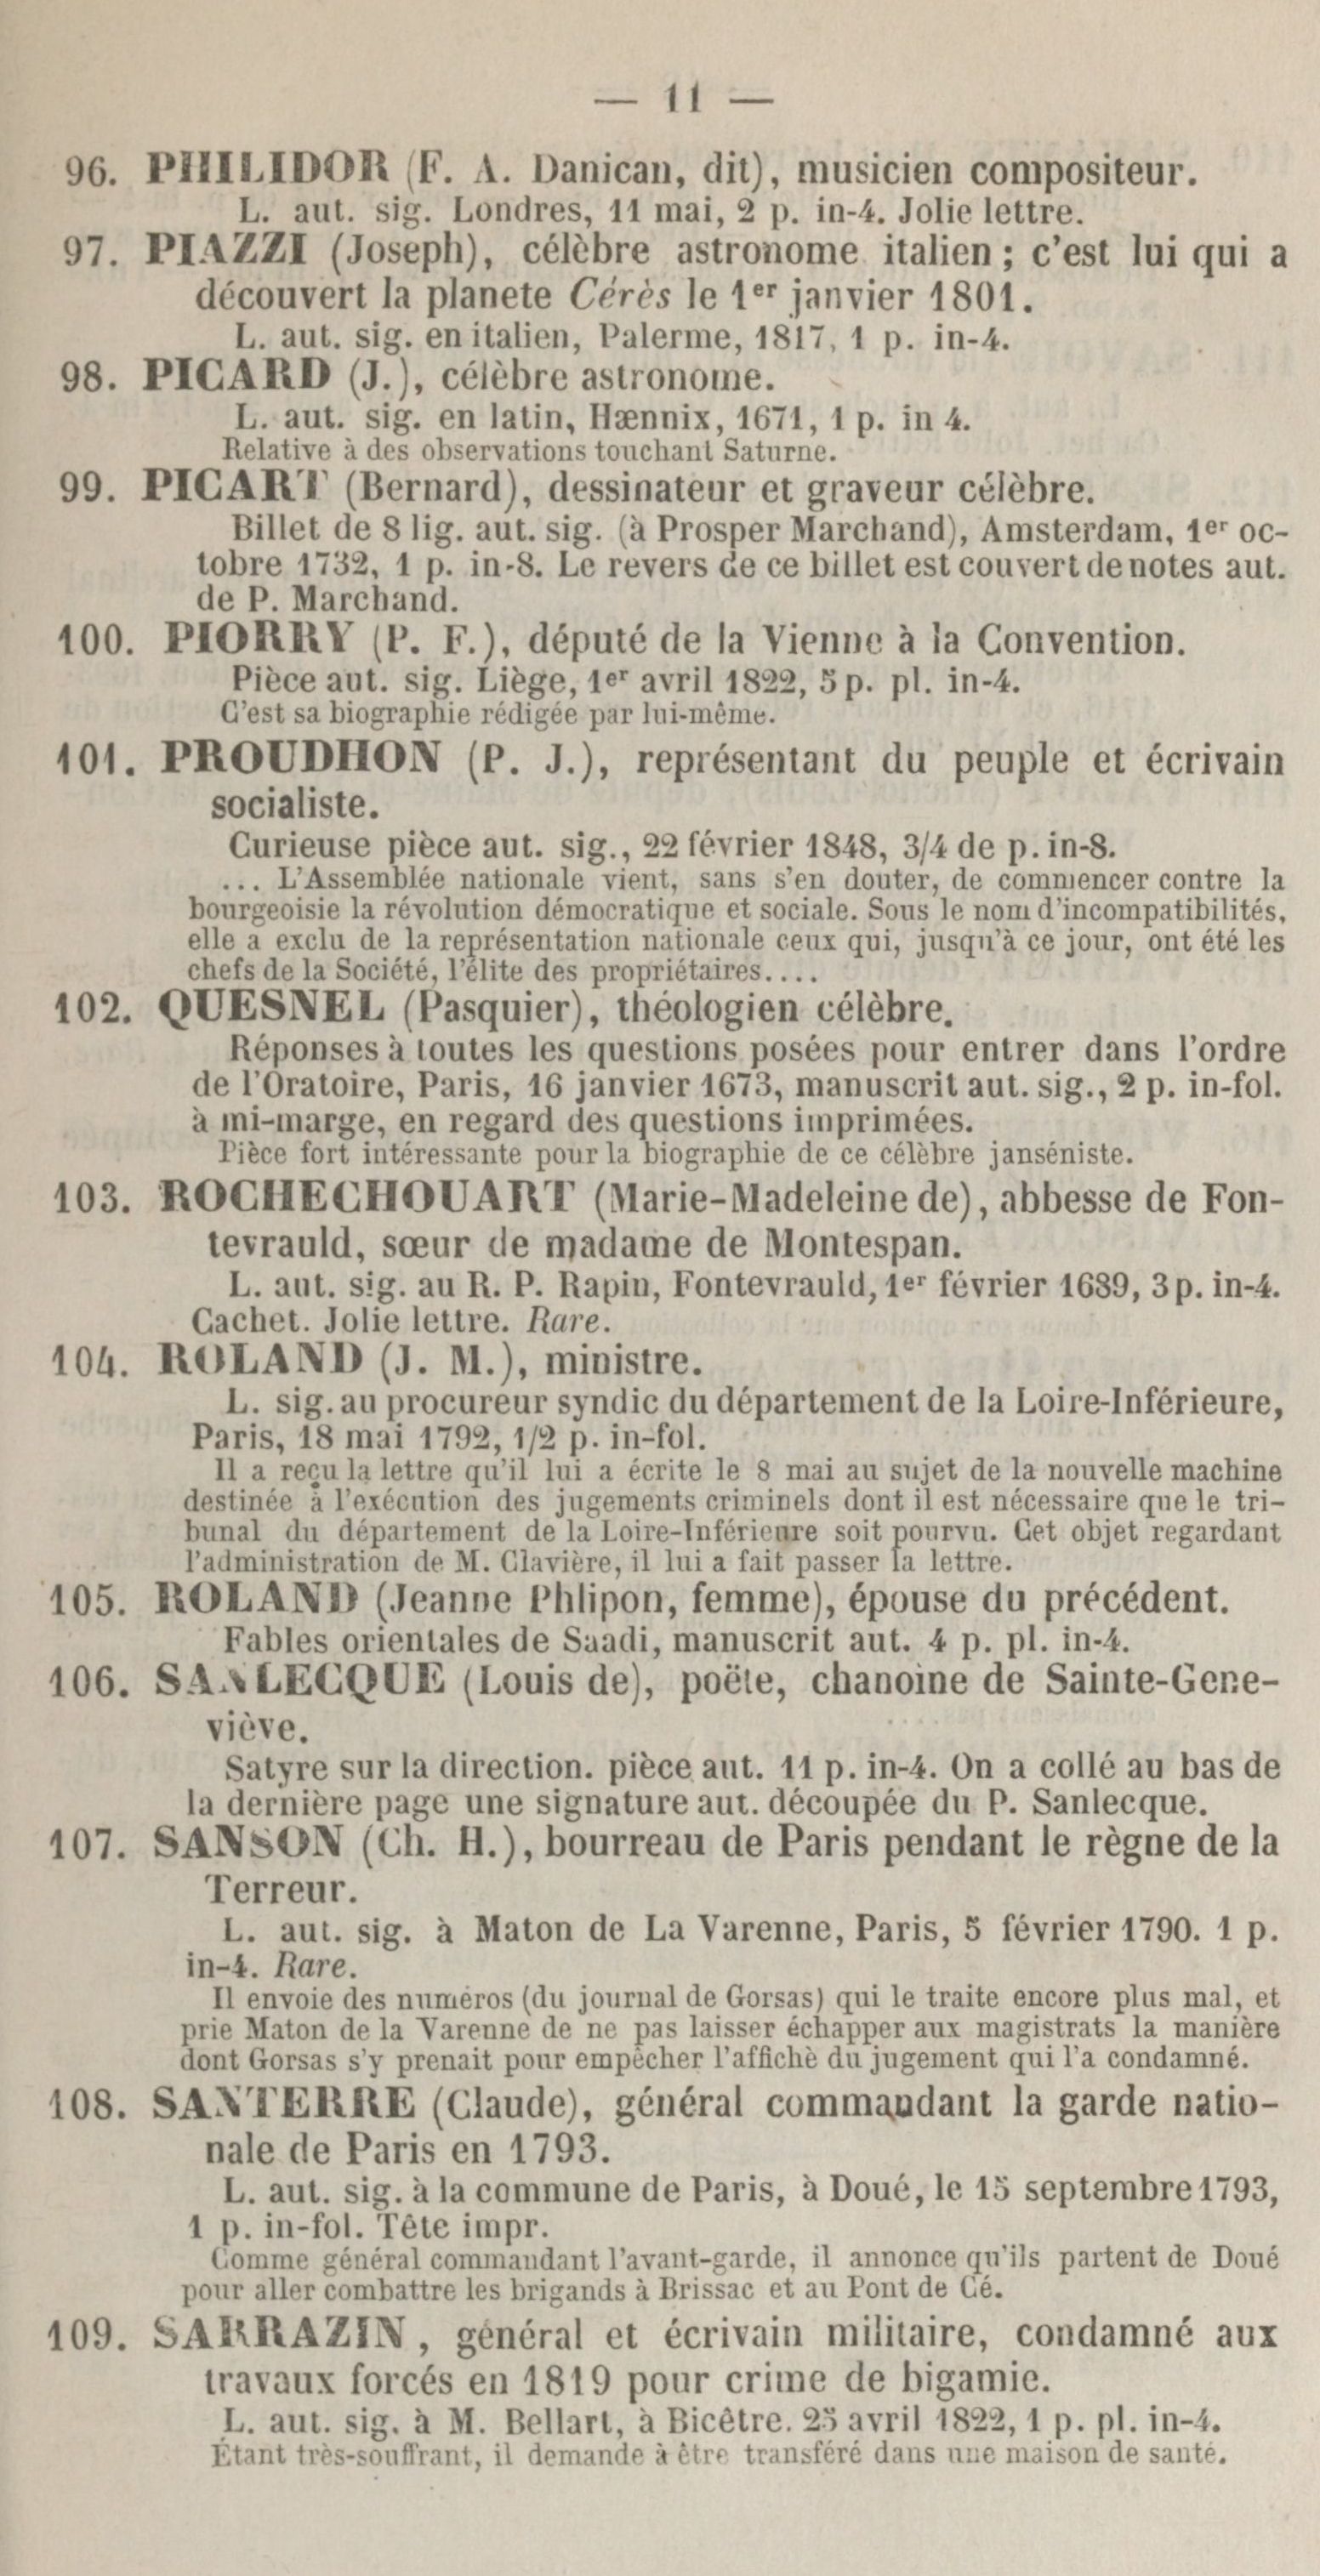 — 11 —
96. PHILIDOR (F. A. Danican, dit), musicien compositeur.
L. aut. sig. Londres, 11 mai, 2 p. in-4. Jolie lettre.
97. PIAZZI (Joseph), célèbre astronome italien; c'est lui qui a
découvert la planete Cérès le 1er janvier 1801.
L. aut. sig. en italien, Palerme, 1817, 1 p. in-4.
98. PICARD (J.), célèbre astronome.
L. aut. sig. en latin, Hænnix, 1671, 1 p. in 4.
Relative à des observations touchant Saturne.
99. PICART (Bernard), dessinateur et graveur célèbre.
Billet de 8 lig. aut. sig. (à Prosper Marchand), Amsterdam, 1er oc-
tobre 1732, 1 p. in-8. Le revers de ce billet est couvert de notes aut.
de P. Marchand.
100. PIORRY (P. F.), député de la Vienne à la Convention.
Pièce aut. sig. Liège, 1er avril 1822, 5 p. pl. in-4.
C'est sa biographie rédigée par lui-même.
101. PROUDHON (P. J.), représentant du peuple et écrivain
socialiste.
Curieuse pièce aut. sig., 22 février 1848, 3/4 de p. in-8.
... L'Assemblée nationale vient, sans s'en douter, de commencer contre la
bourgeoisie la révolution démocratique et sociale. Sous le nom d'incompatibilités,
elle a exclu de la représentation nationale ceux qui, jusqu'à ce jour, ont été les
chefs de la Société, l'élite des propriétaires....
102. QUESNEL (Pasquier), théologien célèbre.
Réponses à toutes les questions posées pour entrer dans l'ordre
de l'Oratoire, Paris, 16 janvier 1673, manuscrit aut. sig., 2 p. in-fol.
à mi-marge, en regard des questions imprimées.
Pièce fort intéressante pour la biographie de ce célèbre janséniste.
103. ROCHECHOUART (Marie-Madeleine de), abbesse de Fon-
tevrauld, sœur de madame de Montespan.
L. aut. sig. au R. P. Rapin, Fontevrauld, 1er février 1689, 3 p. in-4.
Cachet. Jolie lettre. Rare.
104. ROLAND (J. M.), ministre.
L. sig. au procureur syndic du département de la Loire-Inférieure,
Paris, 18 mai 1792, 1/2 p. in-fol.
Il a reçu la lettre qu'il lui a écrite le 8 mai au sujet de la nouvelle machine
destinée à l'exécution des jugements criminels dont il est nécessaire que le tri-
bunal du département de la Loire-Inférieure soit pourvu. Cet objet regardant
l'administration de M. Clavière, il lui a fait passer la lettre.
105. ROLAND (Jeanne Phlipon, femme), épouse du précédent.
Fables orientales de Saadi, manuscrit aut. 4 p. pl. in-4.
106. SANLECQUE (Louis de), poëte, chanoine de Sainte-Gene-
viève.
Satyre sur la direction. pièce aut. 11 p. in-4. On a collé au bas de
la dernière page une signature aut. découpée du P. Sanlecque.
107. SANSON (Ch. H.), bourreau de Paris pendant le règne de la
Terreur.
L. aut. sig. à Maton de La Varenne, Paris, 5 février 1790. 1 p.
in-4. Rare.
Il envoie des numéros (du journal de Gorsas) qui le traite encore plus mal, et
prie Maton de la Varenne de ne pas laisser échapper aux magistrats la manière
dont Gorsas s'y prenait pour empêcher l'affichè du jugement qui l'a condamné.
108. SANTERRE (Claude), général commandant la garde natio-
nale de Paris en 1793.
L. aut. sig. à la commune de Paris, à Doué, le 15 septembre 1793,
1 p. in-fol. Tête impr.
Comme général commandant l'avant-garde, il annonce qu'ils partent de Doué
pour aller combattre les brigands à Brissac et au Pont de Cé.
109. SARRAZIN, général et écrivain militaire, condamné aux
travaux forcés en 1819 pour crime de bigamie.
L. aut. sig. à M. Bellart, à Bicêtre. 25 avril 1822, 1 p. pl. in-4.
Étant très-souffrant, il demande à être transféré dans une maison de santé.